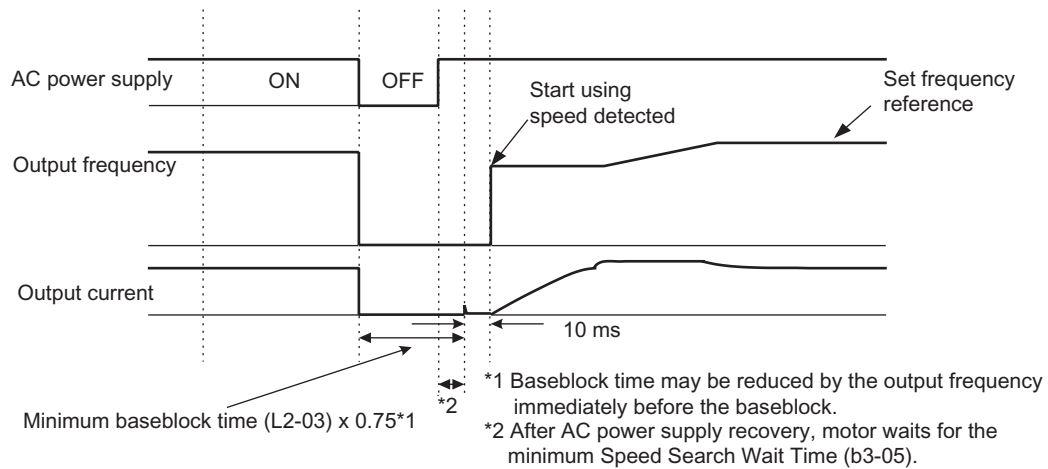 AC power supply
ON
OFF
Start using
speed detected
Set frequency
reference
Output frequency
Output current
10 ms
*2
Minimum baseblock time (L2-03) x 0.75*1
*1 Baseblock time may be reduced by the output frequency
immediately before the baseblock.
*2 After AC power supply recovery, motor waits for the
minimum Speed Search Wait Time (b3-05).